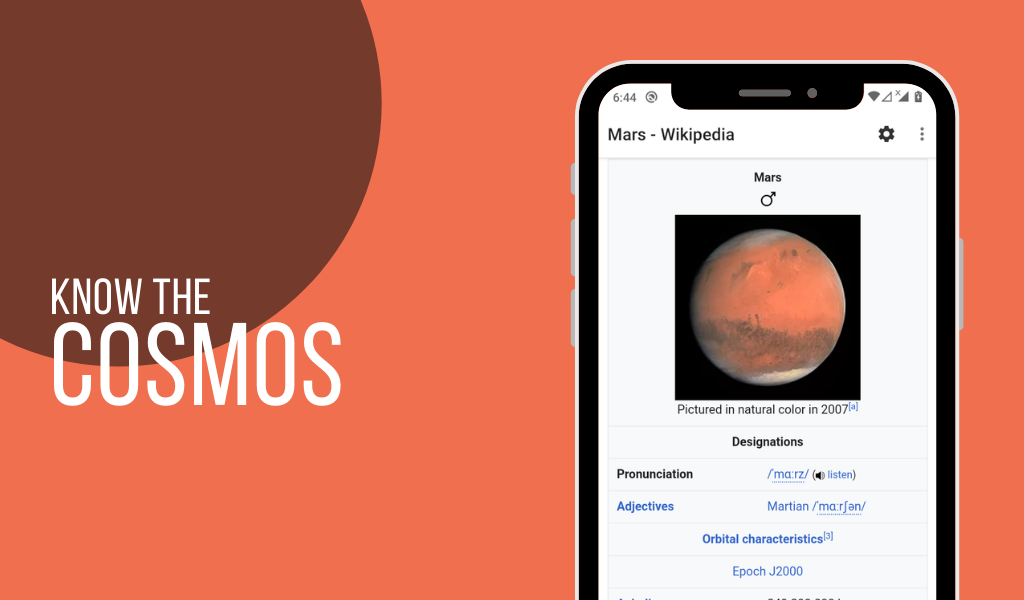 KNOW THE
COSMOS
6:44
Mars - Wikipedia
Mars
♂
Pictured in natural color in 2007[a]
Designations
Pronunciation /ˈmɑːrz/ (listen)
Adjectives Martian /ˈmɑːrʃən/
Orbital characteristics[3]
Epoch J2000